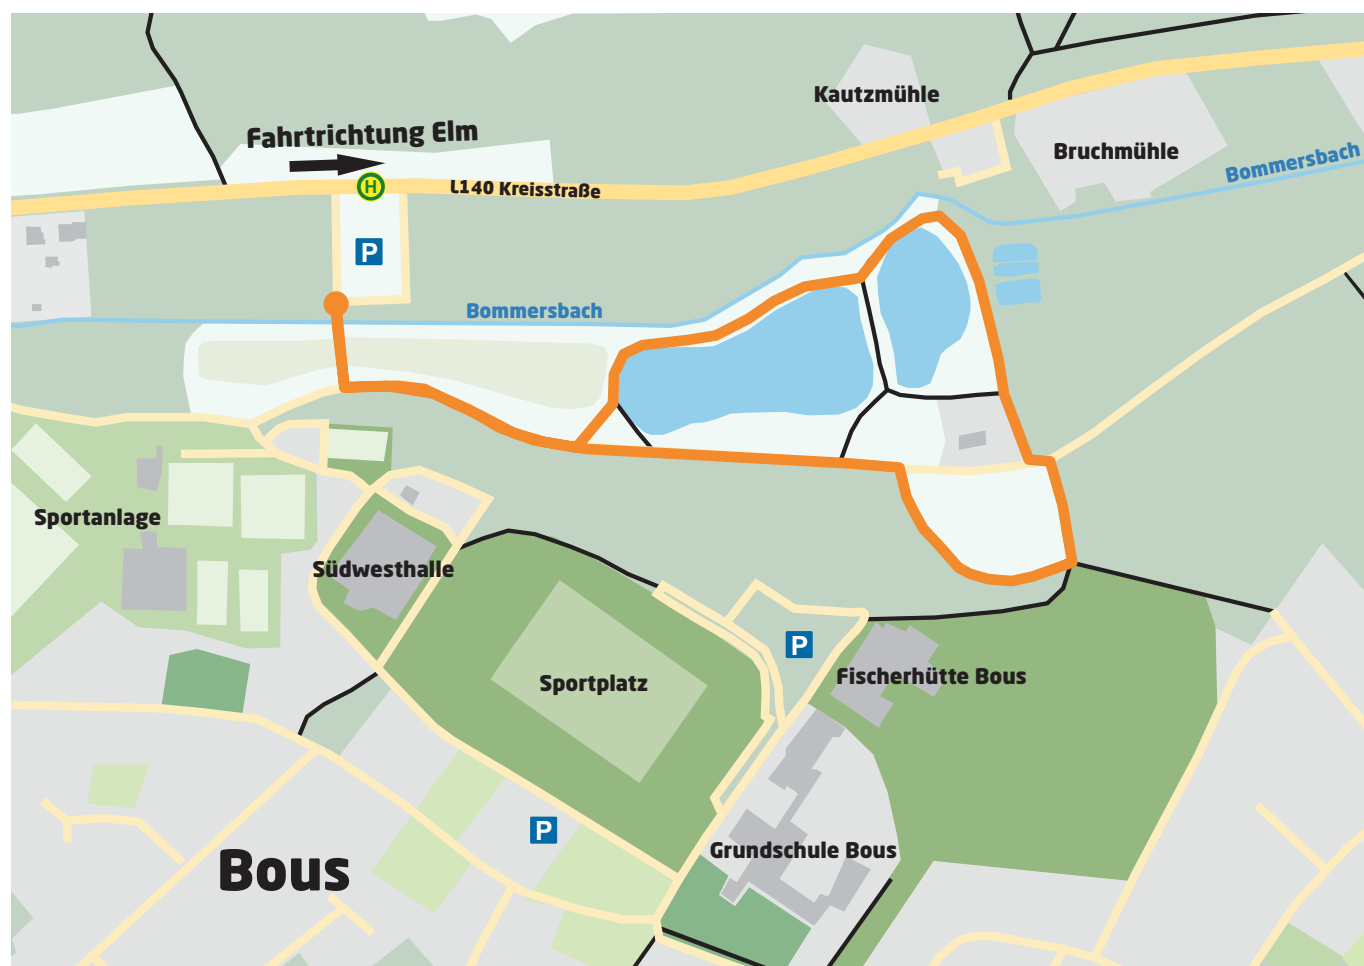 Kautzmühle
Fahrtrichtung Elm
Bruchmühle
Bommersbach
H
L140 Kreisstraße
P
Bommersbach
Sportanlage
Südwesthalle
P
Fischerhütte Bous
Sportplatz
P
Grundschule Bous
Bous